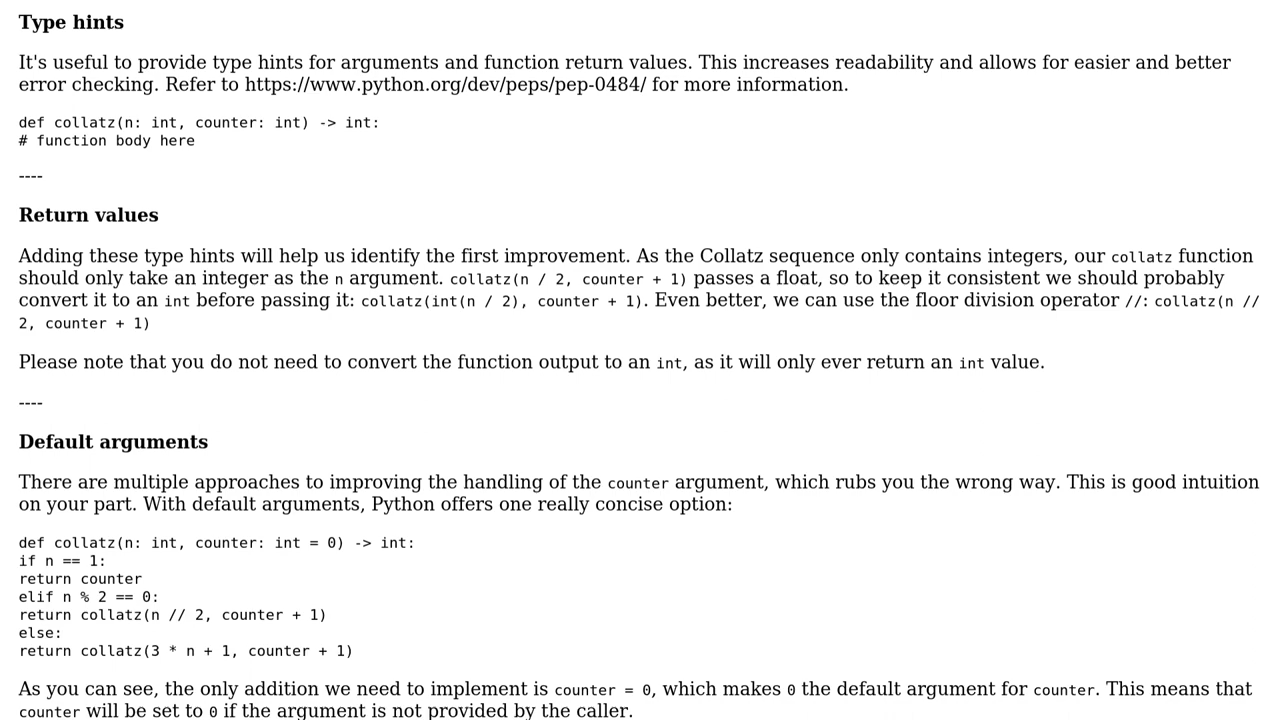 Type hints
It's useful to provide type hints for arguments and function return values. This increases readability and allows for easier and better
error checking. Refer to https://www.python.org/dev/peps/pep-0484/ for more information.
def collatz(n: int, counter: int) -> int:
# function body here
----
Return values
Adding these type hints will help us identify the first improvement. As the Collatz sequence only contains integers, our collatz function
should only take an integer as the n argument. collatz(n / 2, counter + 1) passes a float, so to keep it consistent we should probably
convert it to an int before passing it: collatz(int(n / 2), counter + 1). Even better, we can use the floor division operator //: collatz(n //
2, counter + 1)
Please note that you do not need to convert the function output to an int, as it will only ever return an int value.
----
Default arguments
There are multiple approaches to improving the handling of the counter argument, which rubs you the wrong way. This is good intuition
on your part. With default arguments, Python offers one really concise option:
def collatz(n: int, counter: int = 0) -> int:
if n == 1:
return counter
elif n % 2 == 0:
return collatz(n // 2, counter + 1)
else:
return collatz(3 * n + 1, counter + 1)
As you can see, the only addition we need to implement is counter = 0, which makes 0 the default argument for counter. This means that
counter will be set to 0 if the argument is not provided by the caller.